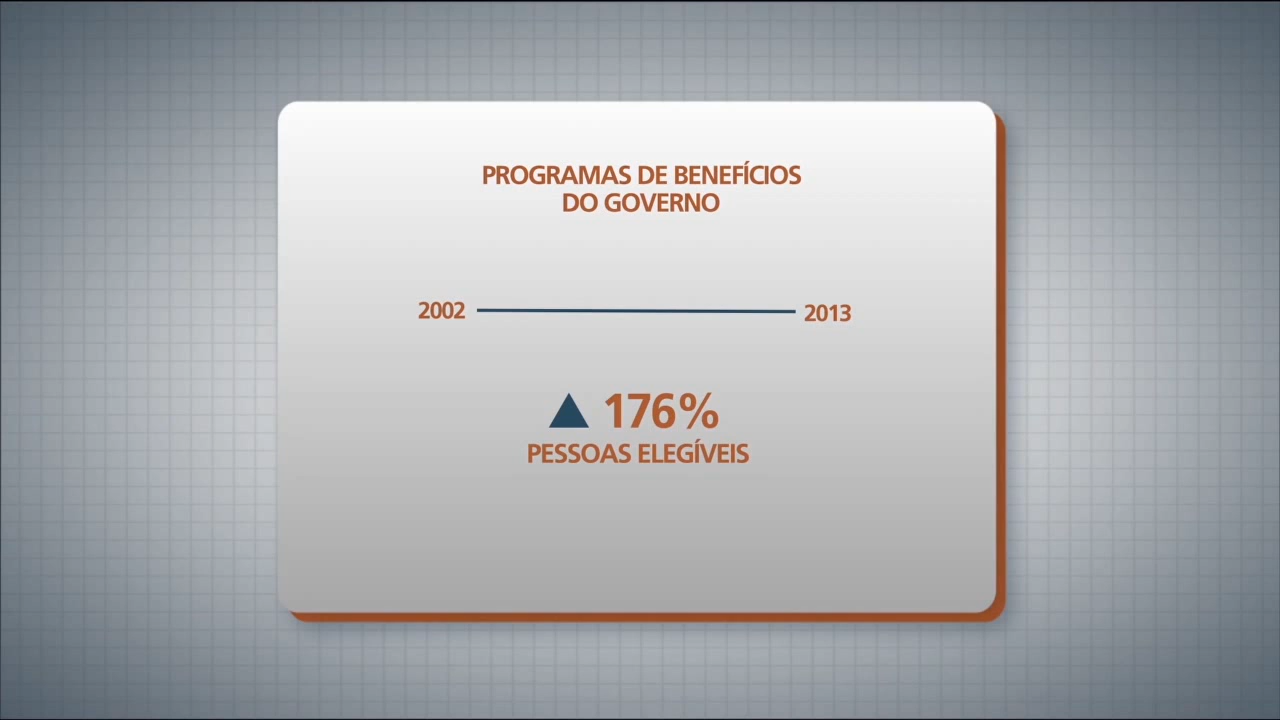 PROGRAMAS DE BENEFÍCIOS
DO GOVERNO
2002 2013
▲ 176%
PESSOAS ELEGÍVEIS